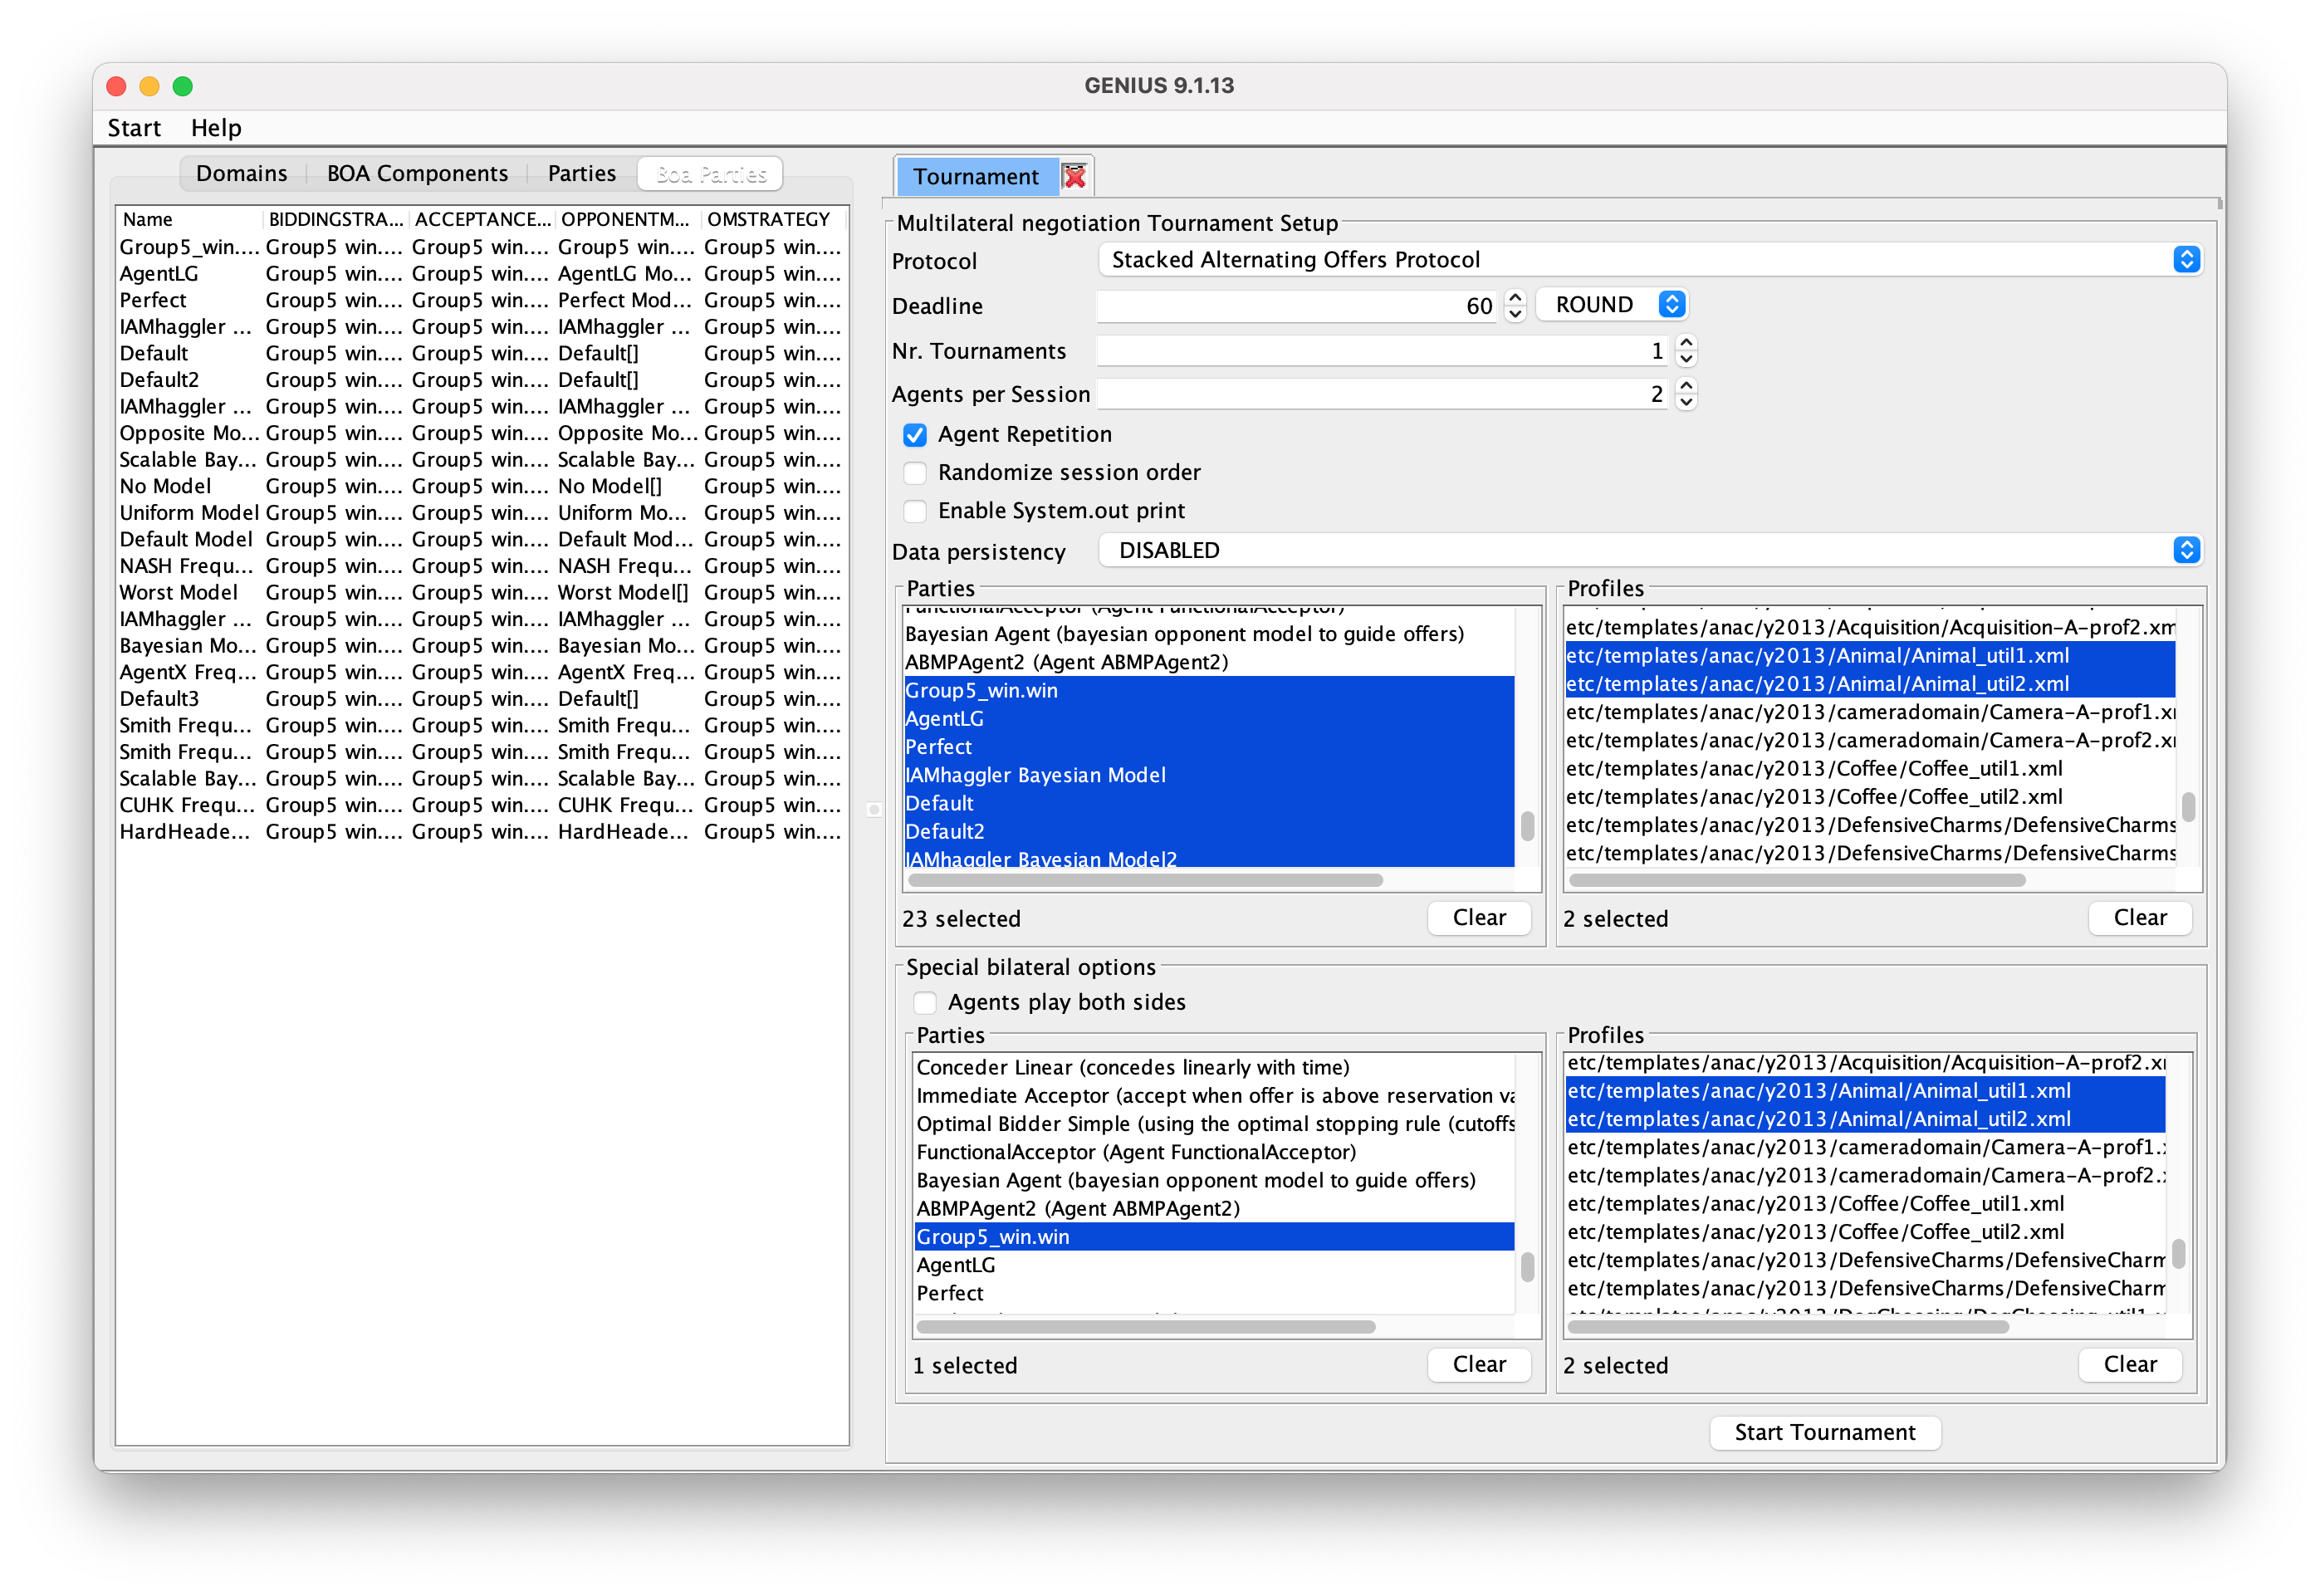 GENIUS 9.1.13
Start Help
Domains BOA Components Parties Boa Parties
Name BIDDINGSTRA... ACCEPTANCE... OPPONENTM... OMSTRATEGY
Group5_win.... Group5 win.... Group5 win.... Group5 win.... Group5 win....
AgentLG Group5 win.... Group5 win.... AgentLG Mo... Group5 win....
Perfect Group5 win.... Group5 win.... Perfect Mod... Group5 win....
IAMhaggler ... Group5 win.... Group5 win.... IAMhaggler ... Group5 win....
Default Group5 win.... Group5 win.... Default[] Group5 win....
Default2 Group5 win.... Group5 win.... Default[] Group5 win....
IAMhaggler ... Group5 win.... Group5 win.... IAMhaggler ... Group5 win....
Opposite Mo... Group5 win.... Group5 win.... Opposite Mo... Group5 win....
Scalable Bay... Group5 win.... Group5 win.... Scalable Bay... Group5 win....
No Model Group5 win.... Group5 win.... No Model[] Group5 win....
Uniform Model Group5 win.... Group5 win.... Uniform Mo... Group5 win....
Default Model Group5 win.... Group5 win.... Default Mod... Group5 win....
NASH Frequ... Group5 win.... Group5 win.... NASH Frequ... Group5 win....
Worst Model Group5 win.... Group5 win.... Worst Model[] Group5 win....
IAMhaggler ... Group5 win.... Group5 win.... IAMhaggler ... Group5 win....
Bayesian Mo... Group5 win.... Group5 win.... Bayesian Mo... Group5 win....
AgentX Freq... Group5 win.... Group5 win.... AgentX Freq... Group5 win....
Default3 Group5 win.... Group5 win.... Default[] Group5 win....
Smith Frequ... Group5 win.... Group5 win.... Smith Frequ... Group5 win....
Smith Frequ... Group5 win.... Group5 win.... Smith Frequ... Group5 win....
Scalable Bay... Group5 win.... Group5 win.... Scalable Bay... Group5 win....
CUHK Frequ... Group5 win.... Group5 win.... CUHK Frequ... Group5 win....
HardHeade... Group5 win.... Group5 win.... HardHeade... Group5 win....
Tournament
Multilateral negotiation Tournament Setup
Protocol Stacked Alternating Offers Protocol
Deadline 60 ROUND
Nr. Tournaments 1
Agents per Session 2
Agent Repetition
Randomize session order
Enable System.out print
Data persistency DISABLED
Parties
FunctionalAcceptor (Agent FunctionalAcceptor)
Bayesian Agent (bayesian opponent model to guide offers)
ABMPAgent2 (Agent ABMPAgent2)
Group5_win.win
AgentLG
Perfect
IAMhaggler Bayesian Model
Default
Default2
IAMhaggler Bayesian Model2
23 selected Clear
Profiles
etc/templates/anac/y2013/Acquisition/Acquisition-A-prof2.xm
etc/templates/anac/y2013/Animal/Animal_util1.xml
etc/templates/anac/y2013/Animal/Animal_util2.xml
etc/templates/anac/y2013/cameradomain/Camera-A-prof1.x
etc/templates/anac/y2013/cameradomain/Camera-A-prof2.x
etc/templates/anac/y2013/Coffee/Coffee_util1.xml
etc/templates/anac/y2013/Coffee/Coffee_util2.xml
etc/templates/anac/y2013/DefensiveCharms/DefensiveCharms
etc/templates/anac/y2013/DefensiveCharms/DefensiveCharms
2 selected Clear
Special bilateral options
Agents play both sides
Parties
Conceder Linear (concedes linearly with time)
Immediate Acceptor (accept when offer is above reservation va
Optimal Bidder Simple (using the optimal stopping rule (cutoffs
FunctionalAcceptor (Agent FunctionalAcceptor)
Bayesian Agent (bayesian opponent model to guide offers)
ABMPAgent2 (Agent ABMPAgent2)
Group5_win.win
AgentLG
Perfect
1 selected Clear
Profiles
etc/templates/anac/y2013/Acquisition/Acquisition-A-prof2.x
etc/templates/anac/y2013/Animal/Animal_util1.xml
etc/templates/anac/y2013/Animal/Animal_util2.xml
etc/templates/anac/y2013/cameradomain/Camera-A-prof1.x
etc/templates/anac/y2013/cameradomain/Camera-A-prof2.x
etc/templates/anac/y2013/Coffee/Coffee_util1.xml
etc/templates/anac/y2013/Coffee/Coffee_util2.xml
etc/templates/anac/y2013/DefensiveCharms/DefensiveCharm
etc/templates/anac/y2013/DefensiveCharms/DefensiveCharm
etc/templates/anac/y2013/DogChoosing/DogChoosing_util1.x
2 selected Clear
Start Tournament